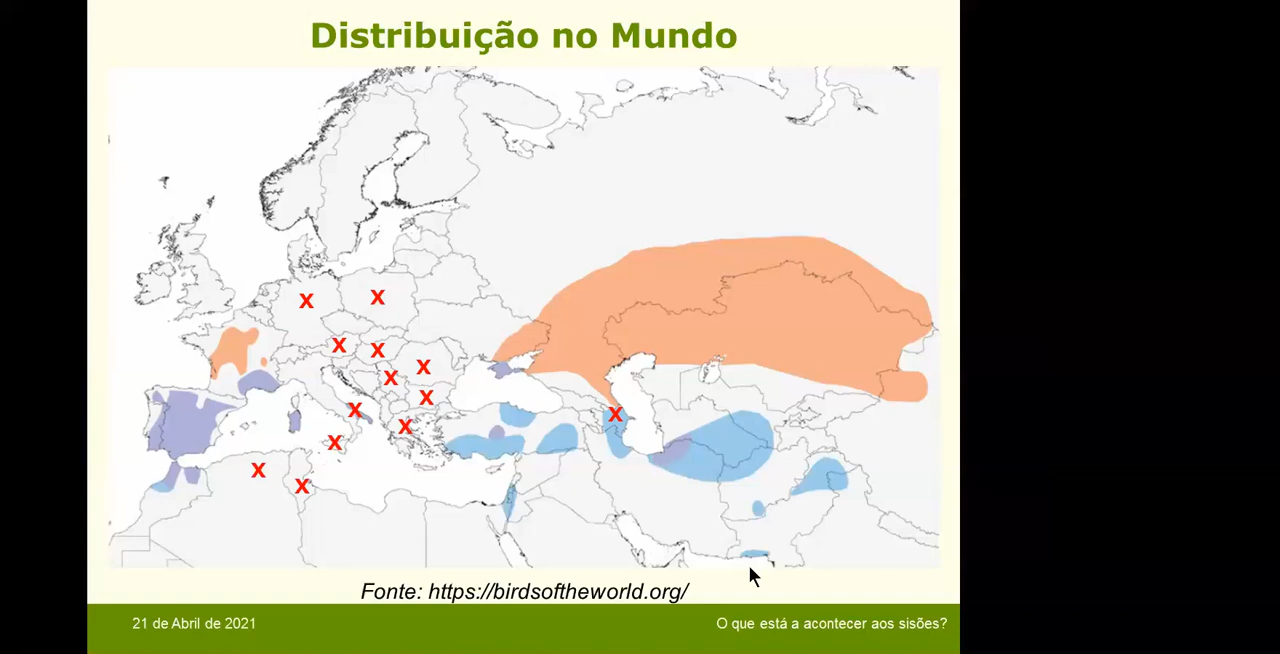 Distribuição no Mundo
X X
X X
X
X
X
X
X
X
X
X
X
Fonte: https://birdsoftheworld.org/
21 de Abril de 2021
O que está a acontecer aos sisões?